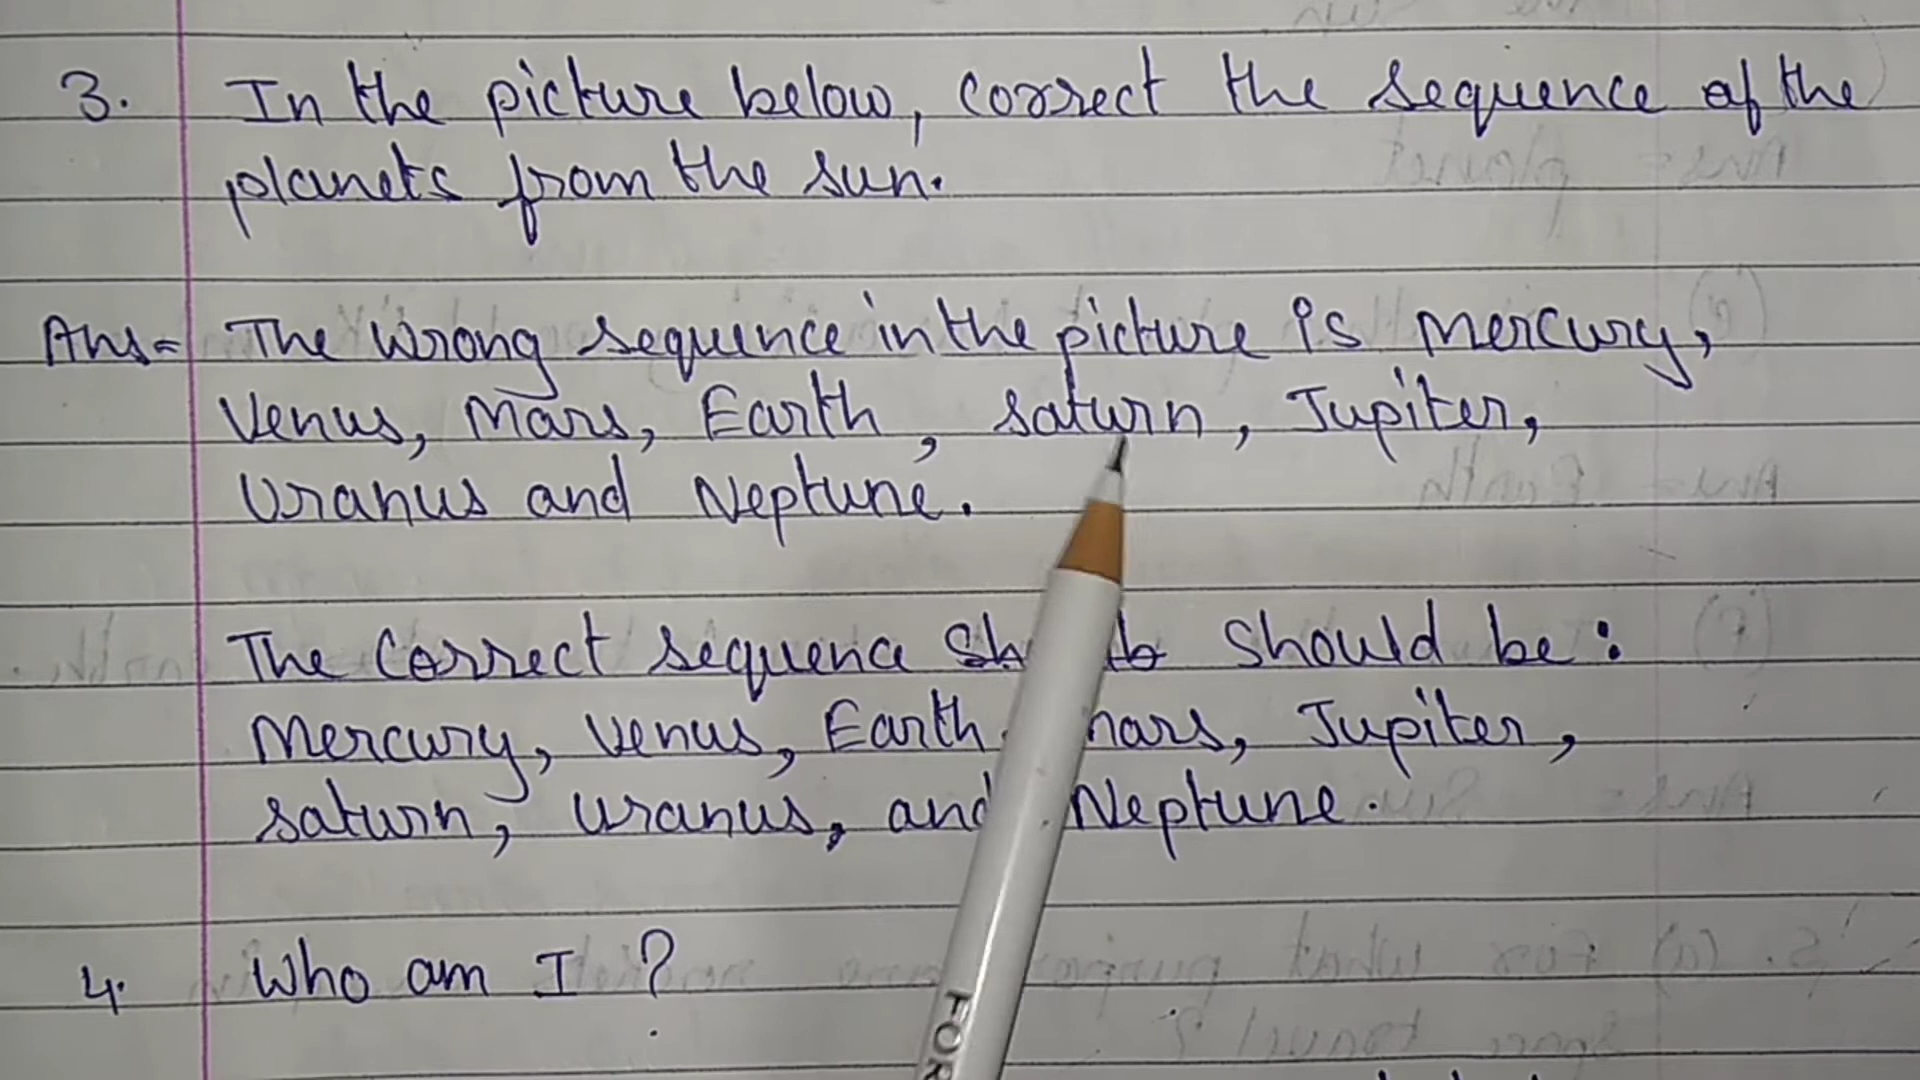 3. In the picture below, correct the sequence of the
planets from the sun.
Ans= The wrong sequence in the picture is Mercury,
Venus, Mars, Earth, Saturn, Jupiter,
Uranus and Neptune.
The correct sequence should be:
Mercury, Venus, Earth, Mars, Jupiter,
Saturn, Uranus, and Neptune.
4. Who am I?
FOR